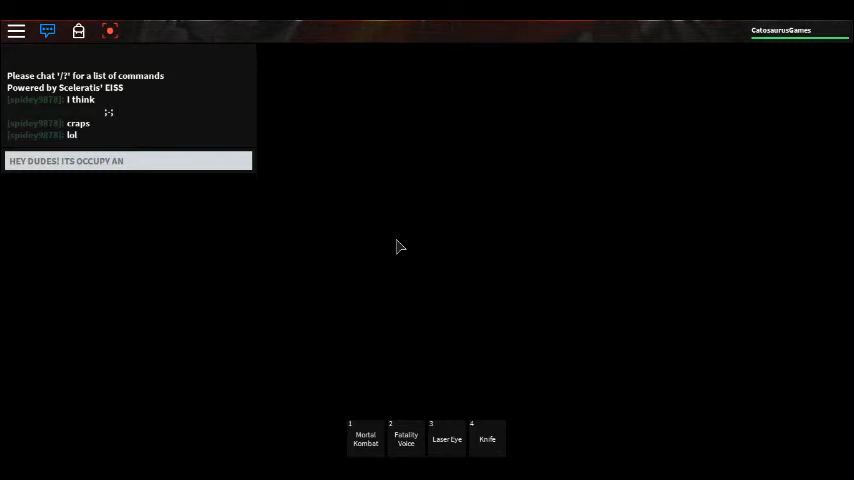 CatosaurusGames
Please chat '/?' for a list of commands
Powered by Sceleratis' EISS
[spidey9878]: I think
;-;
[spidey9878]: craps
[spidey9878]: lol
HEY DUDES! ITS OCCUPY AN
1
Mortal
Kombat
2
Fatality
Voice
3
Laser Eye
4
Knife